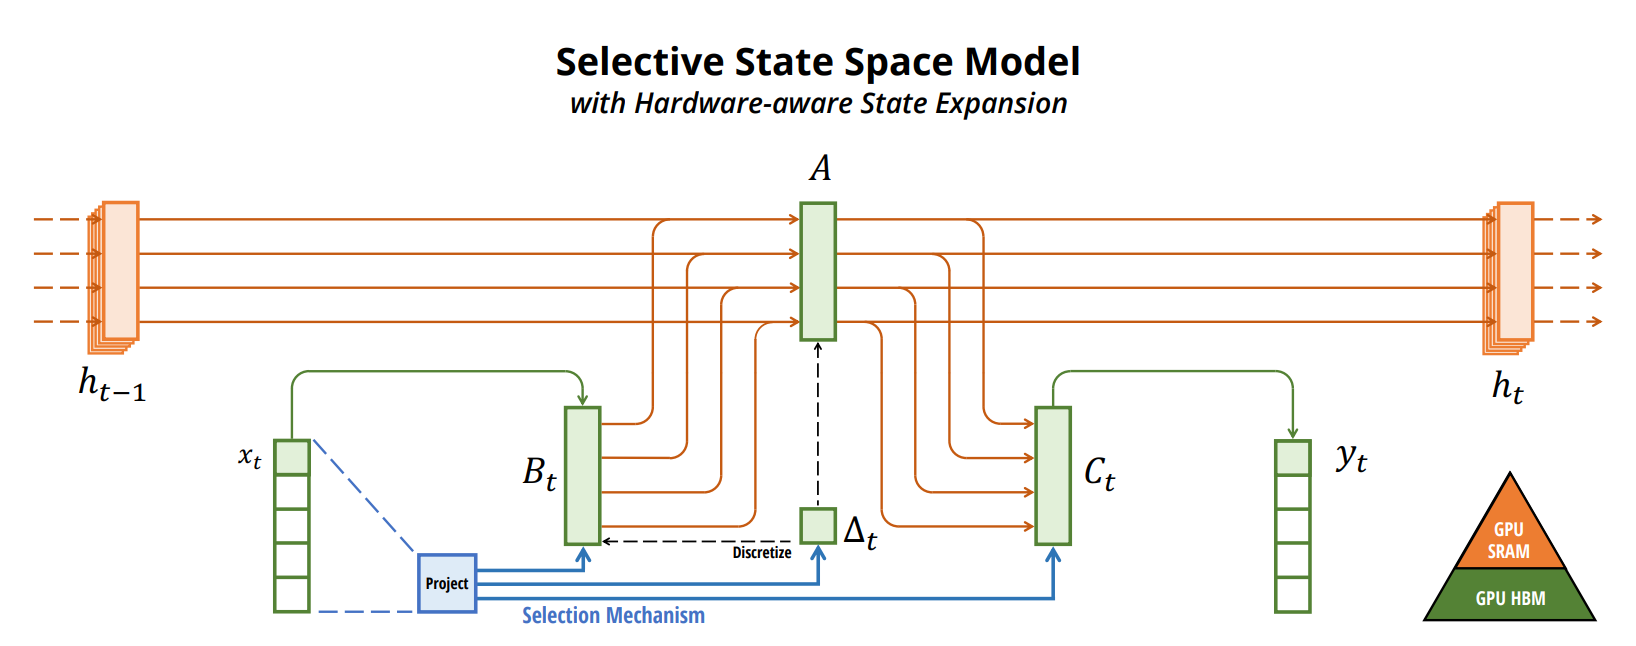 Selective State Space Model
with Hardware-aware State Expansion
A
h_{t-1}
h_t
x_t
B_t
Δ_t
C_t
y_t
Discretize
Project
Selection Mechanism
GPU
SRAM
GPU HBM